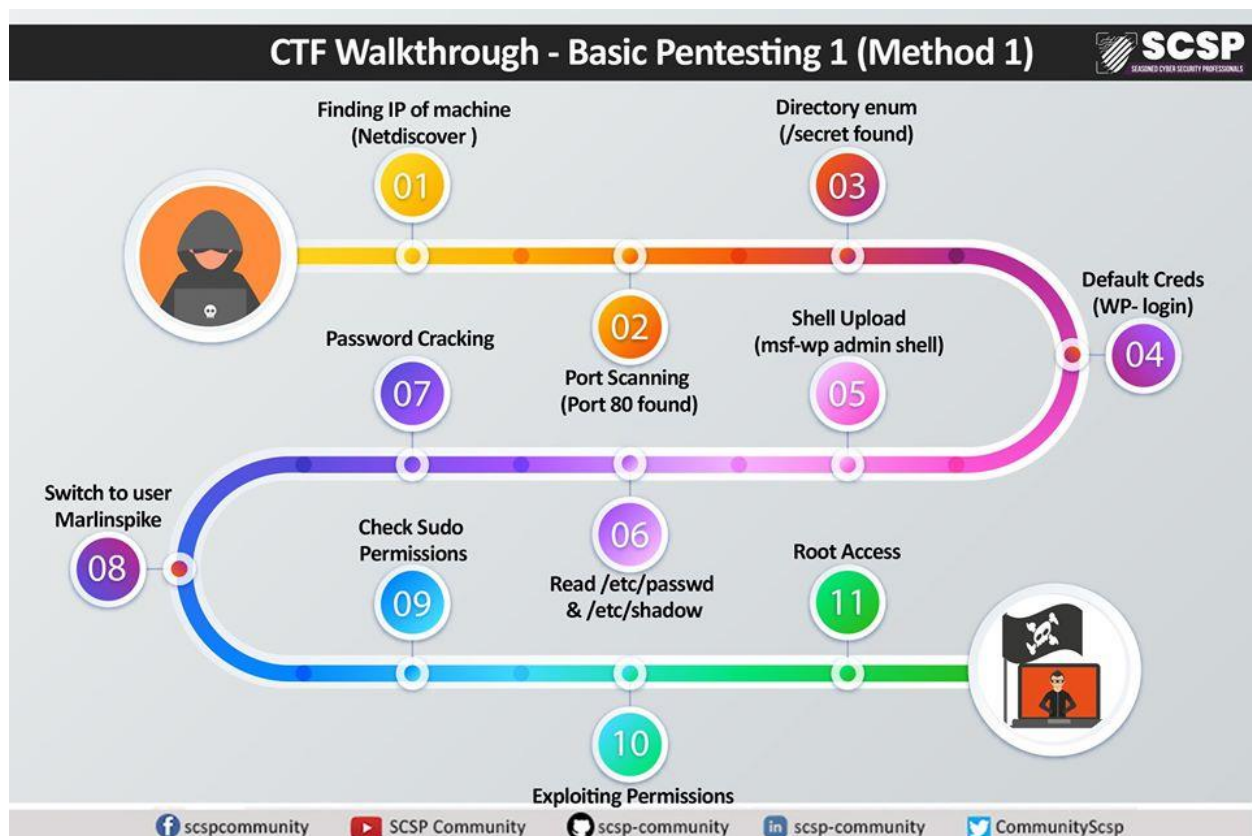 CTF Walkthrough - Basic Pentesting 1 (Method 1)
SCSP
SEASONED CYBER SECURITY PROFESSIONALS
Finding IP of machine
(Netdiscover )
01
02
Port Scanning
(Port 80 found)
Directory enum
(/secret found)
03
Default Creds
(WP- login)
04
Shell Upload
(msf-wp admin shell)
05
06
Read /etc/passwd
& /etc/shadow
Password Cracking
07
Switch to user
Marlinspike
08
Check Sudo
Permissions
09
10
Exploiting Permissions
Root Access
11
scspcommunity
SCSP Community
scsp-community
scsp-community
CommunityScsp